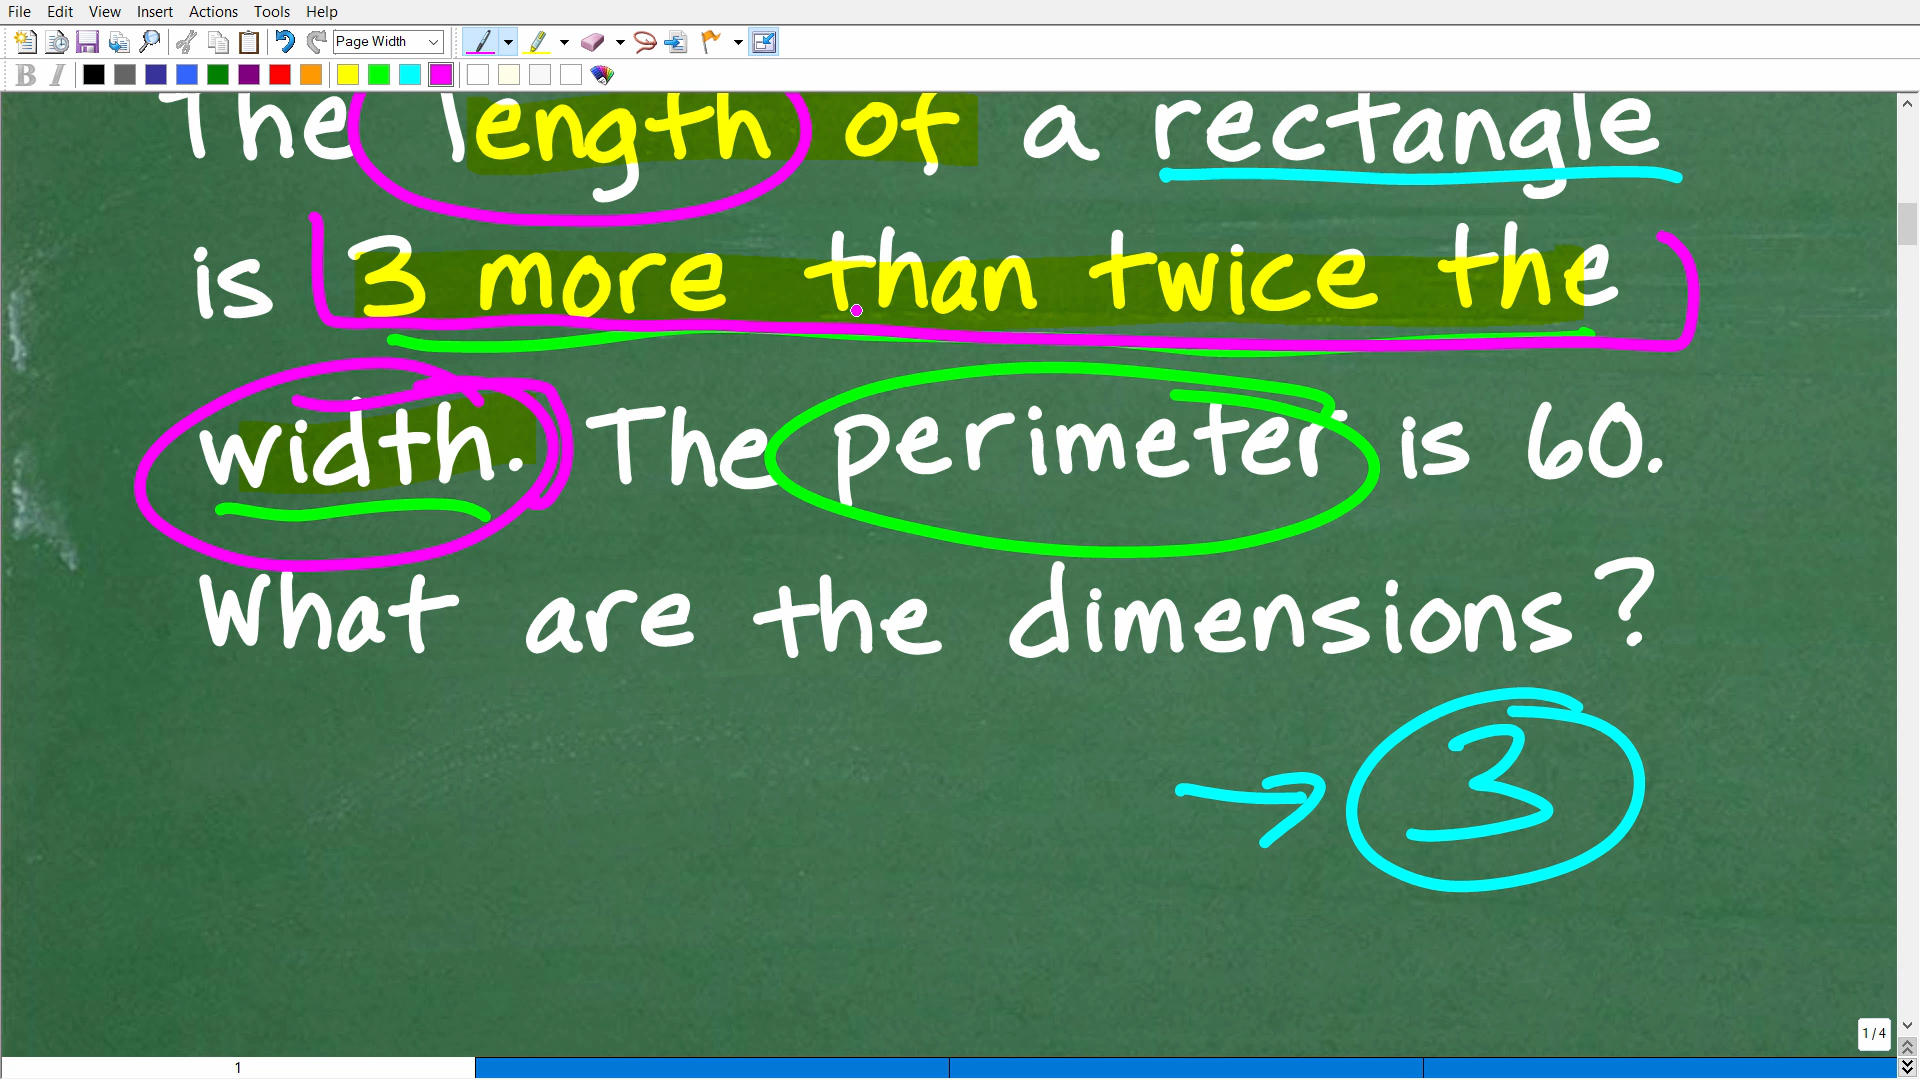 File Edit View Insert Actions Tools Help
Page Width
B I
The length of a rectangle
is 3 more than twice the
width. The perimeter is 60.
What are the dimensions?
→ 3
1 / 4
1